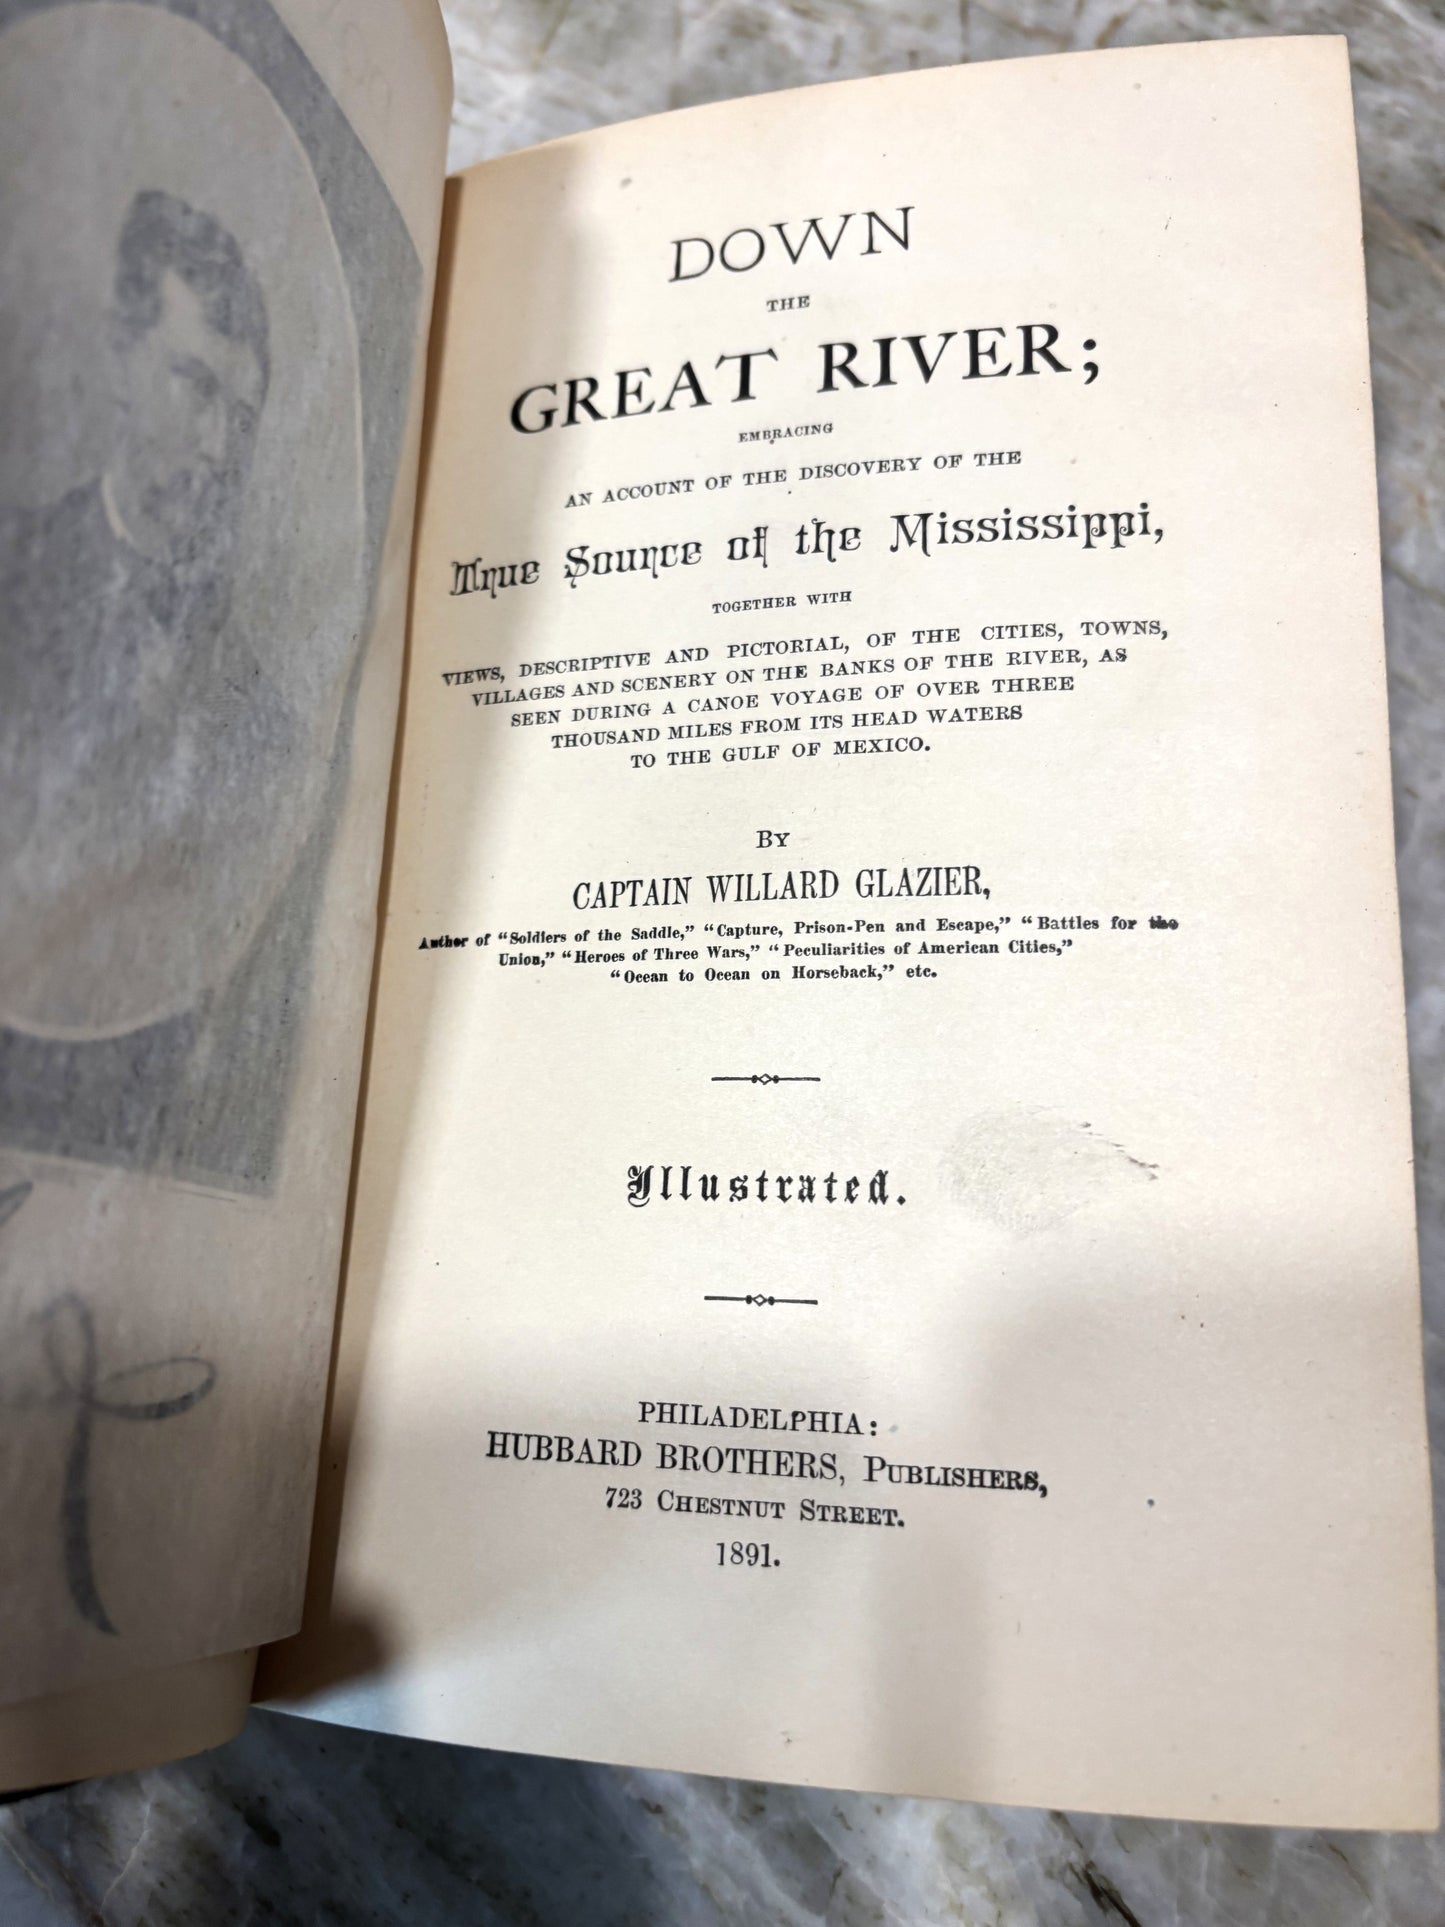 DOWN
THE
GREAT RIVER;
EMBRACING
AN ACCOUNT OF THE DISCOVERY OF THE
True Source of the Mississippi,
TOGETHER WITH
VIEWS, DESCRIPTIVE AND PICTORIAL, OF THE CITIES, TOWNS,
VILLAGES AND SCENERY ON THE BANKS OF THE RIVER, AS
SEEN DURING A CANOE VOYAGE OF OVER THREE
THOUSAND MILES FROM ITS HEAD WATERS
TO THE GULF OF MEXICO.
BY
CAPTAIN WILLARD GLAZIER,
Author of "Soldiers of the Saddle," "Capture, Prison-Pen and Escape," "Battles for the
Union," "Heroes of Three Wars," "Peculiarities of American Cities,"
"Ocean to Ocean on Horseback," etc.
Illustrated.
PHILADELPHIA:
HUBBARD BROTHERS, PUBLISHERS,
723 CHESTNUT STREET.
1891.